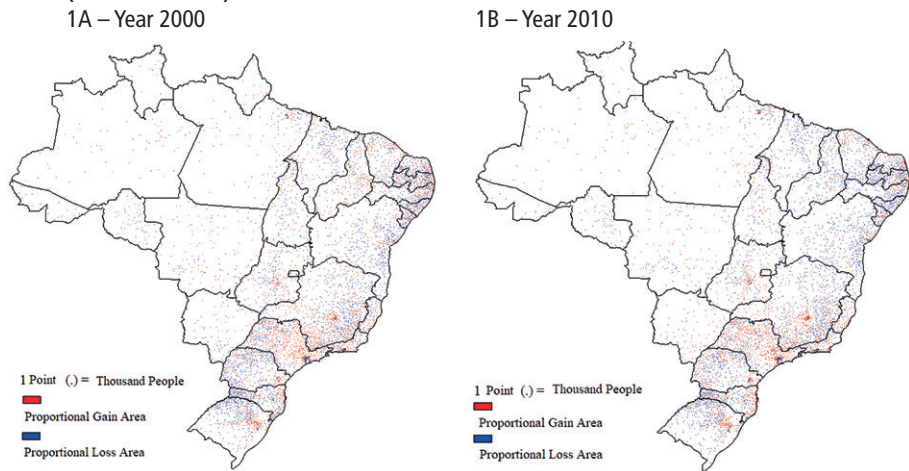 1A – Year 2000
1B – Year 2010
1 Point (.) = Thousand People
Proportional Gain Area
Proportional Loss Area
1 Point (.) = Thousand People
Proportional Gain Area
Proportional Loss Area